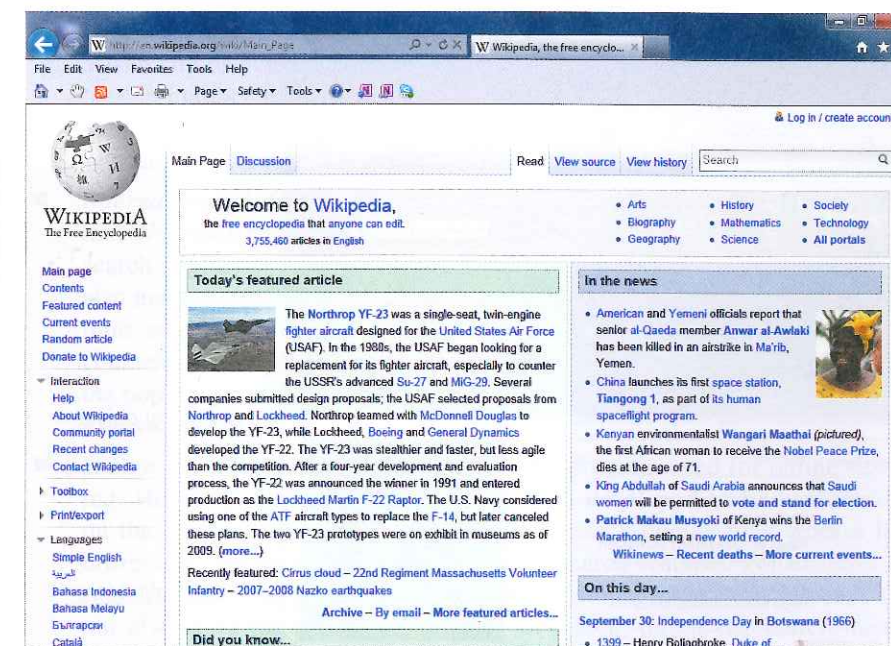 W http://en.wikipedia.org/wiki/Main_Page
W Wikipedia, the free encyclo...
File Edit View Favorites Tools Help
Page Safety Tools
Log in / create accoun
Main Page Discussion
Read View source View history Search
WIKIPEDIA
The Free Encyclopedia
Welcome to Wikipedia,
the free encyclopedia that anyone can edit.
3,755,460 articles in English
Arts
Biography
Geography
History
Mathematics
Science
Society
Technology
All portals
Main page
Contents
Featured content
Current events
Random article
Donate to Wikipedia
Interaction
Help
About Wikipedia
Community portal
Recent changes
Contact Wikipedia
Toolbox
Print/export
Languages
Simple English
العربية
Bahasa Indonesia
Bahasa Melayu
Български
Català
Today's featured article
The Northrop YF-23 was a single-seat, twin-engine
fighter aircraft designed for the United States Air Force
(USAF). In the 1980s, the USAF began looking for a
replacement for its fighter aircraft, especially to counter
the USSR's advanced Su-27 and MiG-29. Several
companies submitted design proposals; the USAF selected proposals from
Northrop and Lockheed. Northrop teamed with McDonnell Douglas to
develop the YF-23, while Lockheed, Boeing and General Dynamics
developed the YF-22. The YF-23 was stealthier and faster, but less agile
than the competition. After a four-year development and evaluation
process, the YF-22 was announced the winner in 1991 and entered
production as the Lockheed Martin F-22 Raptor. The U.S. Navy considered
using one of the ATF aircraft types to replace the F-14, but later canceled
these plans. The two YF-23 prototypes were on exhibit in museums as of
2009. (more...)
Recently featured: Cirrus cloud – 22nd Regiment Massachusetts Volunteer
Infantry – 2007–2008 Nazko earthquakes
Archive – By email – More featured articles...
Did you know...
In the news
American and Yemeni officials report that
senior al-Qaeda member Anwar al-Awlaki
has been killed in an airstrike in Ma'rib,
Yemen.
China launches its first space station,
Tiangong 1, as part of its human
spaceflight program.
Kenyan environmentalist Wangari Maathai (pictured),
the first African woman to receive the Nobel Peace Prize,
dies at the age of 71.
King Abdullah of Saudi Arabia announces that Saudi
women will be permitted to vote and stand for election.
Patrick Makau Musyoki of Kenya wins the Berlin
Marathon, setting a new world record.
Wikinews – Recent deaths – More current events...
On this day...
September 30: Independence Day in Botswana (1966)
1399 – Henry Bolingbroke, Duke of